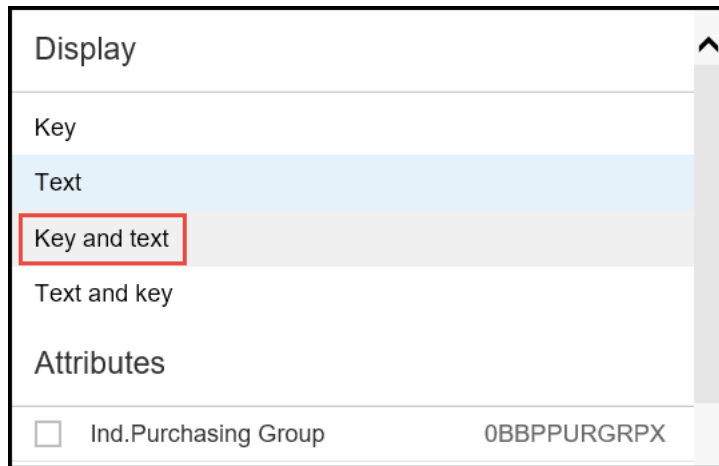 Display
Key
Text
Key and text
Text and key
Attributes
Ind.Purchasing Group 0BBPPURGRPX